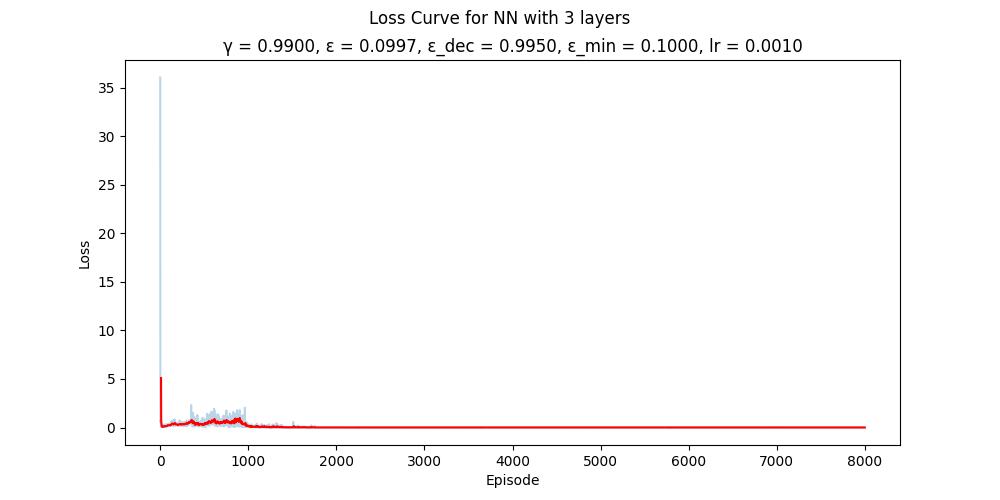 Loss Curve for NN with 3 layers
γ = 0.9900, ε = 0.0997, ε_dec = 0.9950, ε_min = 0.1000, lr = 0.0010
Loss
35
30
25
20
15
10
5
0
0 1000 2000 3000 4000 5000 6000 7000 8000
Episode